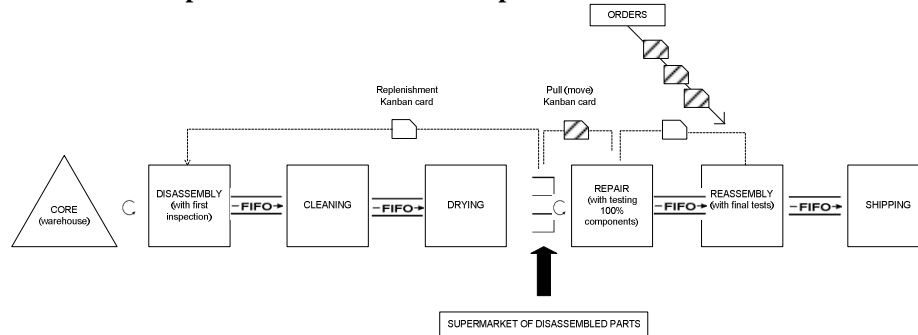 ORDERS
Replenishment
Kanban card
Pull (move)
Kanban card
CORE
(warehouse)
DISASSEMBLY
(with first
inspection)
FIFO
CLEANING
FIFO
DRYING
REPAIR
(with testing
100%
components)
FIFO
REASSEMBLY
(with final tests)
FIFO
SHIPPING
SUPERMARKET OF DISASSEMBLED PARTS